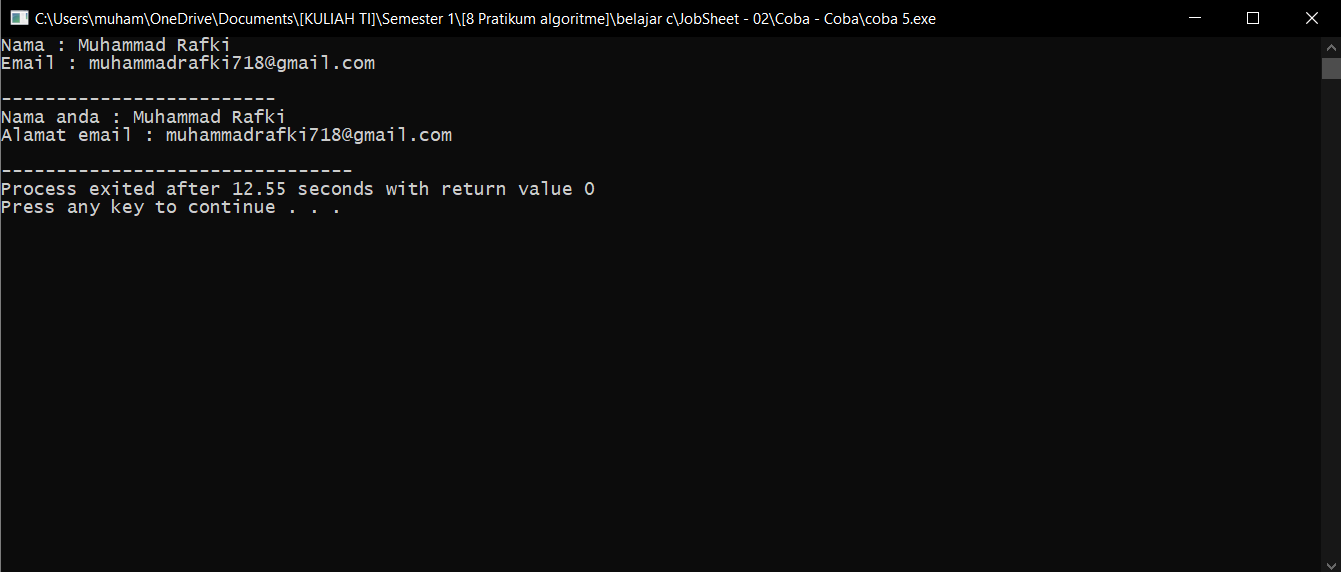 C:\Users\muham\OneDrive\Documents\[KULIAH TI]\Semester 1\[8 Pratikum algoritme]\belajar c\JobSheet - 02\Coba - Coba\coba 5.exe
Nama : Muhammad Rafki
Email : muhammadrafki718@gmail.com
-------------------------
Nama anda : Muhammad Rafki
Alamat email : muhammadrafki718@gmail.com
--------------------------------
Process exited after 12.55 seconds with return value 0
Press any key to continue . . .